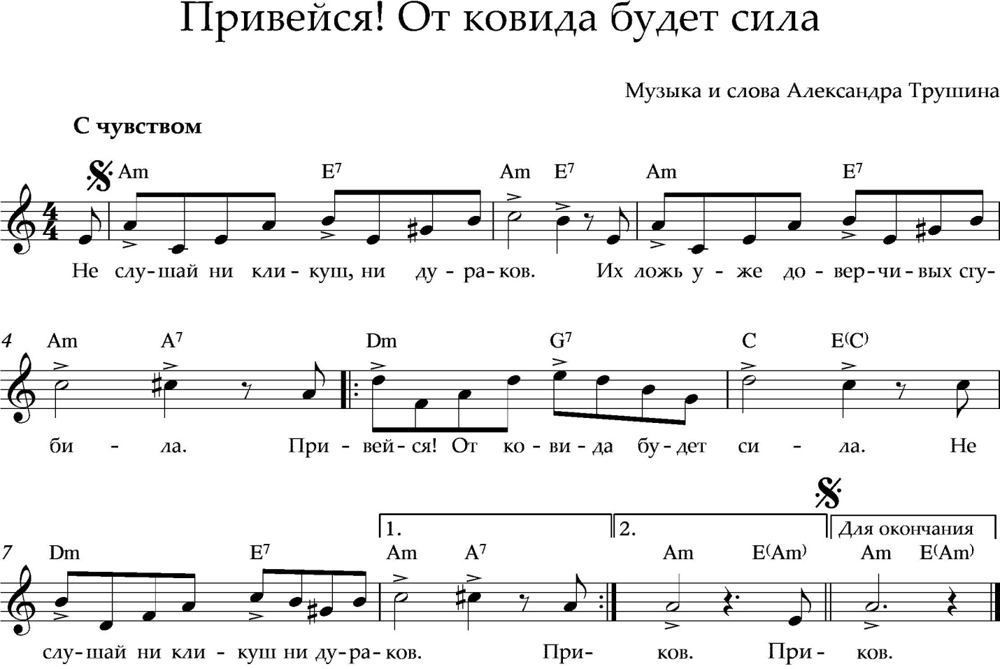 Привейся! От ковида будет сила
Музыка и слова Александра Трушина
С чувством
Am E7 Am E7 Am E7
4 4
Не слу-шай ни кли - куш, ни ду - ра-ков. Их ложь у - же до - вер-чи-вых сгу-
4 Am A7 Dm G7 C E(C)
би - ла. При - вей-ся! От ко - ви - да бу-дет си - ла. Не
1. 2. Для окончания
7 Dm E7 Am A7 Am E(Am) Am E(Am)
слу-шай ни кли - куш ни ду-ра-ков. При- ков. При- ков.